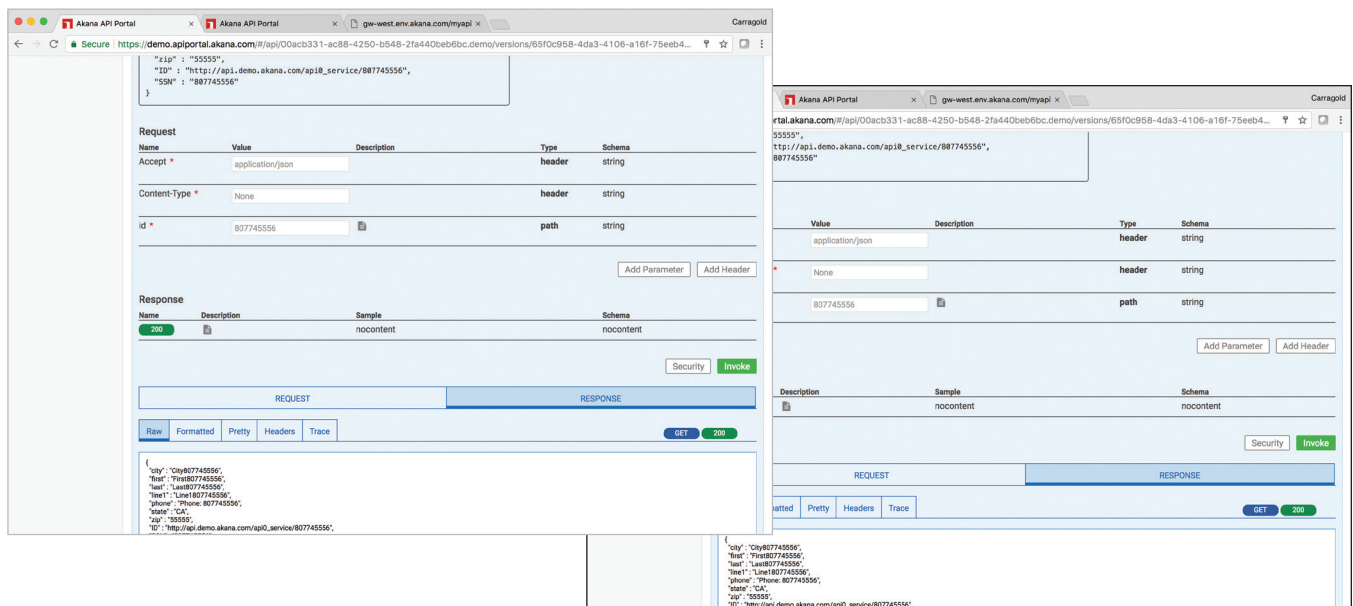 Akana API Portal × Akana API Portal × gw-west.env.akana.com/myapi × Carragold
Secure https://demo.apiportal.akana.com/#/api/00acb331-ac88-4250-b548-2fa440beb6bc.demo/versions/65f0c958-4da3-4106-a16f-75eeb4...
"zip" : "55555",
"ID" : "http://api.demo.akana.com/api0_service/807745556",
"SSN" : "807745556"
}
Request
Name Value Description Type Schema
Accept * application/json header string
Content-Type * None header string
id * 807745556 path string
Add Parameter Add Header
Response
Name Description Sample Schema
200 nocontent nocontent
Security Invoke
REQUEST RESPONSE
Raw Formatted Pretty Headers Trace GET 200
{
"city" : "City807745556",
"first" : "First807745556",
"last" : "Last807745556",
"line1" : "Line1807745556",
"phone" : "Phone: 807745556",
"state" : "CA",
"zip" : "55555",
"ID" : "http://api.demo.akana.com/api0_service/807745556",
Akana API Portal × gw-west.env.akana.com/myapi × Carragold
rtal.akana.com/#/api/00acb331-ac88-4250-b548-2fa440beb6bc.demo/versions/65f0c958-4da3-4106-a16f-75eeb4...
55555",
ttp://api.demo.akana.com/api0_service/807745556",
807745556"
Value Description Type Schema
application/json header string
* None header string
807745556 path string
Add Parameter Add Header
Description Sample Schema
nocontent nocontent
Security Invoke
REQUEST RESPONSE
atted Pretty Headers Trace GET 200
{
"city" : "City807745556",
"first" : "First807745556",
"last" : "Last807745556",
"line1" : "Line1807745556",
"phone" : "Phone: 807745556",
"state" : "CA",
"zip" : "55555",
"ID" : "http://api.demo.akana.com/api0_service/807745556",